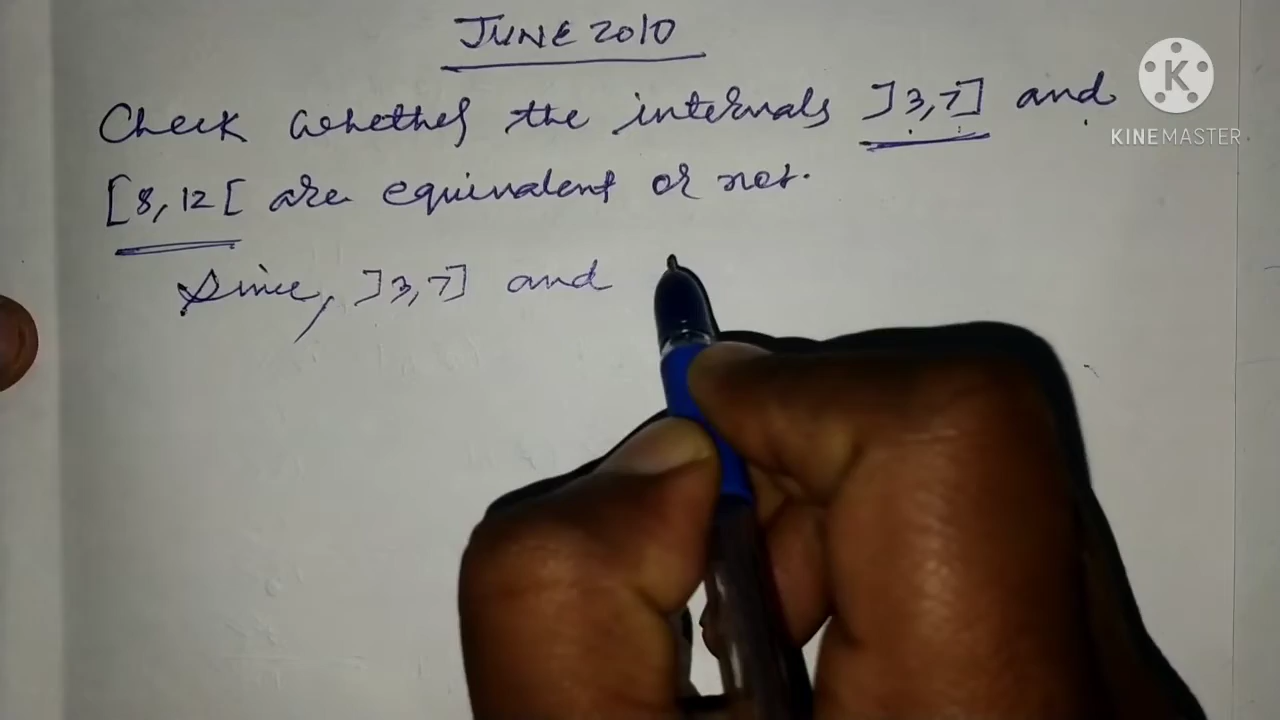 JUNE 2010
Check whether the intervals ]3,7] and
[8, 12[ are equivalent or not.
Since, ]3,7] and
K
KINEMASTER